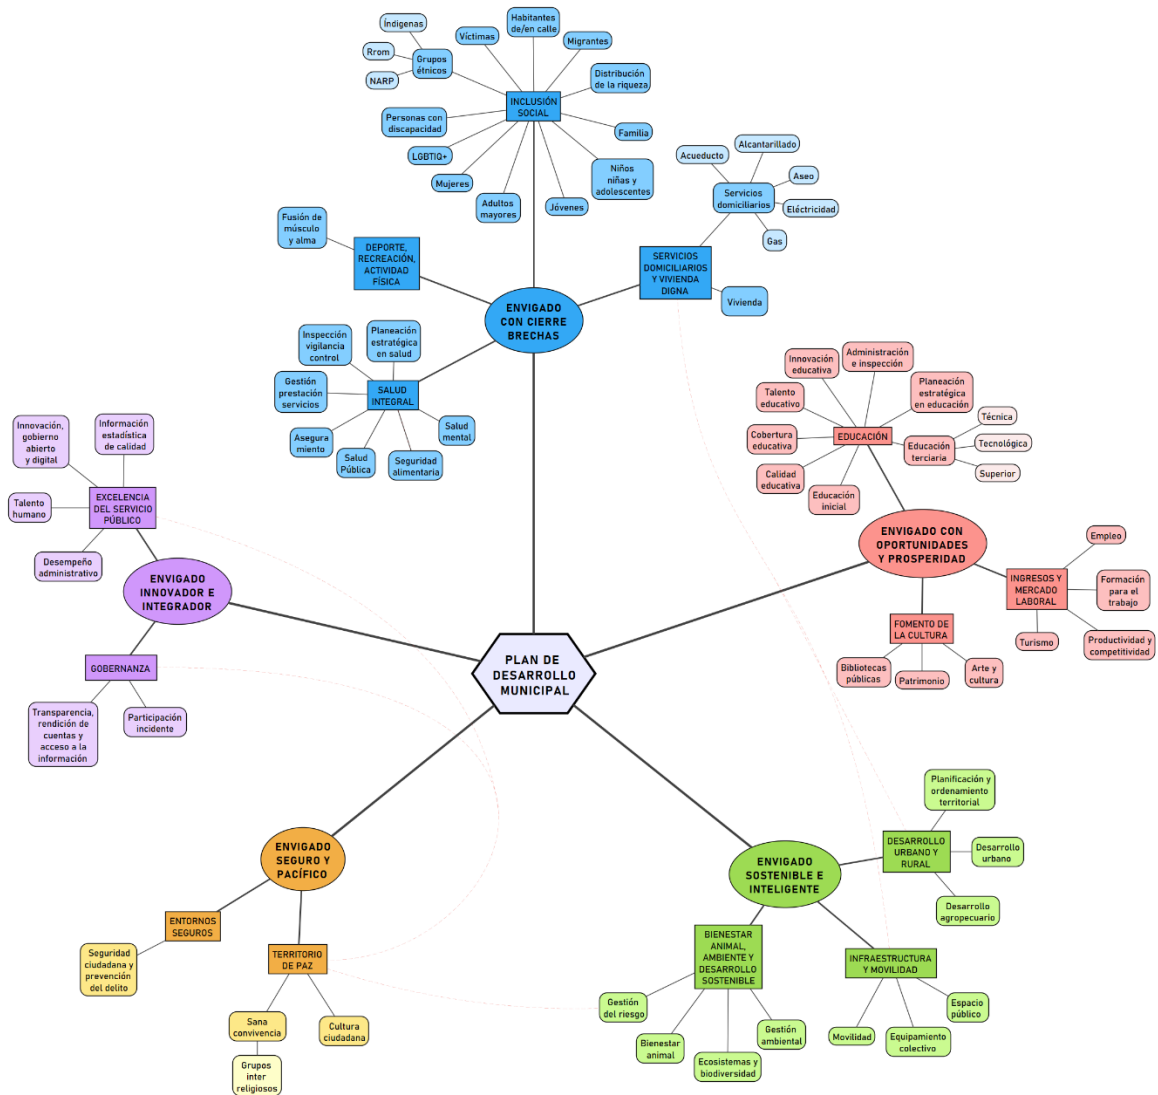 Índigenas
Rrom
NARP
Grupos
étnicos
Víctimas
Habitantes
de/en calle
Migrantes
Distribución
de la riqueza
INCLUSIÓN
SOCIAL
Personas con
discapacidad
LGBTIQ+
Mujeres
Adultos
mayores
Jóvenes
Niños
niñas y
adolescentes
Familia
Acueducto
Alcantarillado
Aseo
Eléctricidad
Gas
Servicios
domiciliarios
SERVICIOS
DOMICILIARIOS
Y VIVIENDA
DIGNA
Vivienda
Fusión de
músculo
y alma
DEPORTE,
RECREACIÓN,
ACTIVIDAD
FÍSICA
ENVIGADO
CON CIERRE
BRECHAS
Inspección
vigilancia
control
Planeación
estratégica
en salud
Gestión
prestación
servicios
SALUD
INTEGRAL
Asegura
miento
Salud
Pública
Seguridad
alimentaria
Salud
mental
Innovación
educativa
Administración
e inspección
Talento
educativo
Planeación
estratégica
en educación
Cobertura
educativa
EDUCACIÓN
Educación
terciaria
Técnica
Tecnológica
Superior
Calidad
educativa
Educación
inicial
ENVIGADO CON
OPORTUNIDADES
Y PROSPERIDAD
Empleo
INGRESOS Y
MERCADO
LABORAL
Formación
para el
trabajo
Productividad y
competitividad
Turismo
FOMENTO DE
LA CULTURA
Bibliotecas
públicas
Patrimonio
Arte y
cultura
Innovación,
gobierno
abierto
y digital
Información
estadística
de calidad
Talento
humano
EXCELENCIA
DEL SERVICIO
PÚBLICO
Desempeño
administrativo
ENVIGADO
INNOVADOR E
INTEGRADOR
GOBERNANZA
Transparencia,
rendición de
cuentas y
acceso a la
información
Participación
incidente
PLAN DE
DESARROLLO
MUNICIPAL
ENVIGADO
SEGURO Y
PACÍFICO
ENTORNOS
SEGUROS
Seguridad
ciudadana y
prevención
del delito
TERRITORIO
DE PAZ
Sana
convivencia
Grupos
inter
religiosos
Cultura
ciudadana
ENVIGADO
SOSTENIBLE E
INTELIGENTE
Planificación y
ordenamiento
territorial
DESARROLLO
URBANO Y
RURAL
Desarrollo
urbano
Desarrollo
agropecuario
BIENESTAR
ANIMAL,
AMBIENTE Y
DESARROLLO
SOSTENIBLE
Gestión
del riesgo
Bienestar
animal
Ecosistemas y
biodiversidad
Gestión
ambiental
INFRAESTRUCTURA
Y MOVILIDAD
Movilidad
Equipamiento
colectivo
Espacio
público